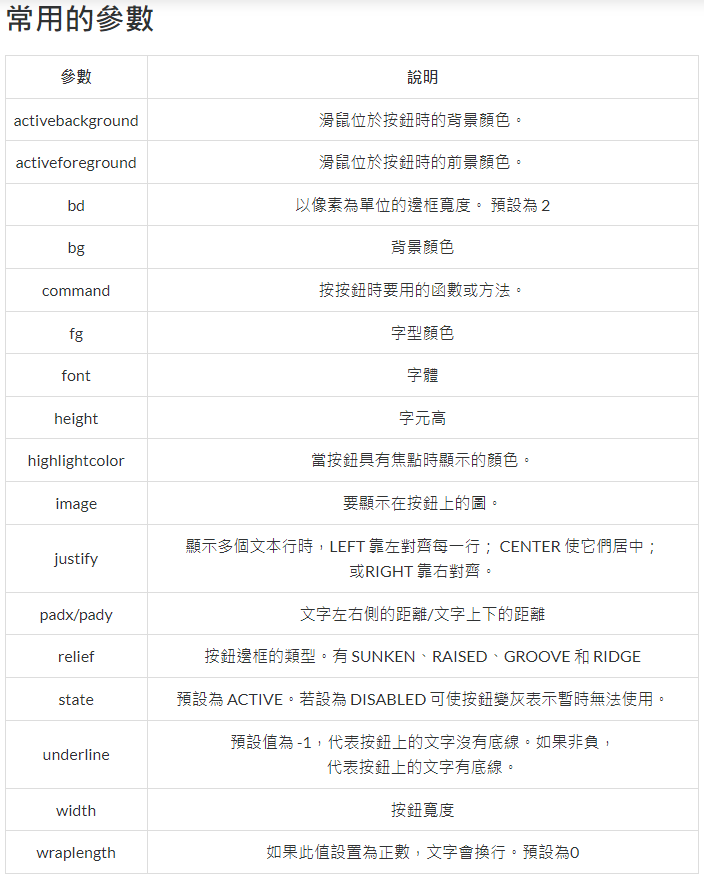 常用的參數
參數 說明
activebackground 滑鼠位於按鈕時的背景顏色。
activeforeground 滑鼠位於按鈕時的前景顏色。
bd 以像素為單位的邊框寬度。 預設為 2
bg 背景顏色
command 按按鈕時要用的函數或方法。
fg 字型顏色
font 字體
height 字元高
highlightcolor 當按鈕具有焦點時顯示的顏色。
image 要顯示在按鈕上的圖。
justify 顯示多個文本行時,LEFT 靠左對齊每一行; CENTER 使它們居中;
或RIGHT 靠右對齊。
padx/pady 文字左右側的距離/文字上下的距離
relief 按鈕邊框的類型。有 SUNKEN、RAISED、GROOVE 和 RIDGE
state 預設為 ACTIVE。若設為 DISABLED 可使按鈕變灰表示暫時無法使用。
underline 預設值為 -1,代表按鈕上的文字沒有底線。如果非負,
代表按鈕上的文字有底線。
width 按鈕寬度
wraplength 如果此值設置為正數,文字會換行。預設為0